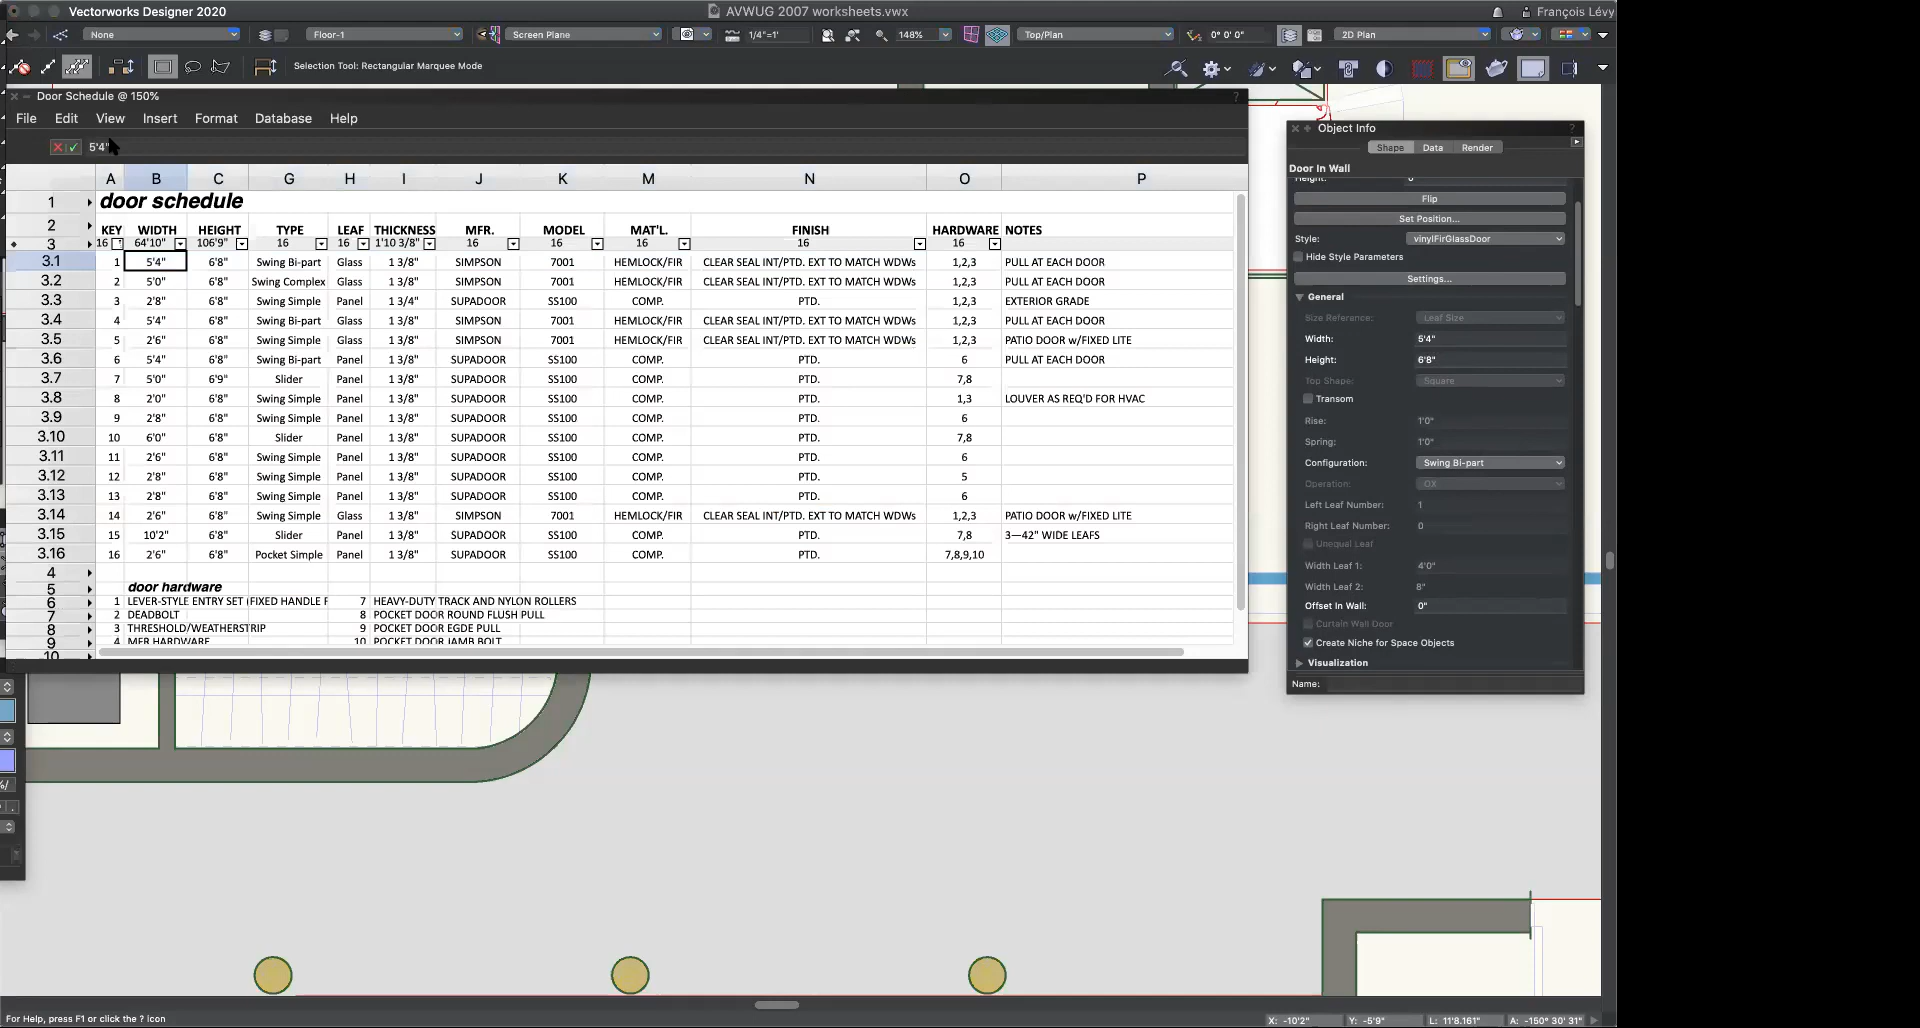 Vectorworks Designer 2020
AVWUG 2007 worksheets.vwx
François Lévy
None
Floor-1
Screen Plane
1/4"=1'
148%
Top/Plan
0° 0' 0"
2D Plan
Selection Tool: Rectangular Marquee Mode
Door Schedule @ 150%
?
File Edit View Insert Format Database Help
5'4"
A B C G H I J K M N O P
1 door schedule
2 KEY WIDTH HEIGHT TYPE LEAF THICKNESS MFR. MODEL MAT'L. FINISH HARDWARE NOTES
3 16 64'10" 106'9" 16 16 1'10 3/8" 16 16 16 16 16
3.1 1 5'4" 6'8" Swing Bi-part Glass 1 3/8" SIMPSON 7001 HEMLOCK/FIR CLEAR SEAL INT/PTD. EXT TO MATCH WDWs 1,2,3 PULL AT EACH DOOR
3.2 2 5'0" 6'8" Swing Complex Glass 1 3/8" SIMPSON 7001 HEMLOCK/FIR CLEAR SEAL INT/PTD. EXT TO MATCH WDWs 1,2,3 PULL AT EACH DOOR
3.3 3 2'8" 6'8" Swing Simple Panel 1 3/4" SUPADOOR SS100 COMP. PTD. 1,2,3 EXTERIOR GRADE
3.4 4 5'4" 6'8" Swing Bi-part Glass 1 3/8" SIMPSON 7001 HEMLOCK/FIR CLEAR SEAL INT/PTD. EXT TO MATCH WDWs 1,2,3 PULL AT EACH DOOR
3.5 5 2'6" 6'8" Swing Simple Glass 1 3/8" SIMPSON 7001 HEMLOCK/FIR CLEAR SEAL INT/PTD. EXT TO MATCH WDWs 1,2,3 PATIO DOOR w/FIXED LITE
3.6 6 5'4" 6'8" Swing Bi-part Panel 1 3/8" SUPADOOR SS100 COMP. PTD. 6 PULL AT EACH DOOR
3.7 7 5'0" 6'9" Slider Panel 1 3/8" SUPADOOR SS100 COMP. PTD. 7,8
3.8 8 2'0" 6'8" Swing Simple Panel 1 3/8" SUPADOOR SS100 COMP. PTD. 1,3 LOUVER AS REQ'D FOR HVAC
3.9 9 2'8" 6'8" Swing Simple Panel 1 3/8" SUPADOOR SS100 COMP. PTD. 6
3.10 10 6'0" 6'8" Slider Panel 1 3/8" SUPADOOR SS100 COMP. PTD. 7,8
3.11 11 2'6" 6'8" Swing Simple Panel 1 3/8" SUPADOOR SS100 COMP. PTD. 6
3.12 12 2'8" 6'8" Swing Simple Panel 1 3/8" SUPADOOR SS100 COMP. PTD. 5
3.13 13 2'8" 6'8" Swing Simple Panel 1 3/8" SUPADOOR SS100 COMP. PTD. 6
3.14 14 2'6" 6'8" Swing Simple Glass 1 3/8" SIMPSON 7001 HEMLOCK/FIR CLEAR SEAL INT/PTD. EXT TO MATCH WDWs 1,2,3 PATIO DOOR w/FIXED LITE
3.15 15 10'2" 6'8" Slider Panel 1 3/8" SUPADOOR SS100 COMP. PTD. 7,8 3—42" WIDE LEAFS
3.16 16 2'6" 6'8" Pocket Simple Panel 1 3/8" SUPADOOR SS100 COMP. PTD. 7,8,9,10
4
5 door hardware
6 1 LEVER-STYLE ENTRY SET (FIXED HANDLE F 7 HEAVY-DUTY TRACK AND NYLON ROLLERS
7 2 DEADBOLT 8 POCKET DOOR ROUND FLUSH PULL
8 3 THRESHOLD/WEATHERSTRIP 9 POCKET DOOR EGDE PULL
9 4 MFR HARDWARE 10 POCKET DOOR JAMB BOLT
10
Object Info
?
Shape Data Render
Door In Wall
Height: 0"
Flip
Set Position...
Style: vinylFirGlassDoor
Hide Style Parameters
Settings...
General
Size Referance: Leaf Size
Width: 5'4"
Height: 6'8"
Top Shape: Square
Transom
Rise: 1'0"
Spring: 1'0"
Configuration: Swing Bi-part
Operation: OX
Left Leaf Number: 1
Right Leaf Number: 0
Unequal Leaf
Width Leaf 1: 4'0"
Width Leaf 2: 8"
Offset In Wall: 0"
Curtain Wall Door
Create Niche for Space Objects
Visualization
Name:
%/
For Help, press F1 or click the ? icon
X: -10'2" Y: -5'9" L: 11'8.161" A: -150° 30' 31"